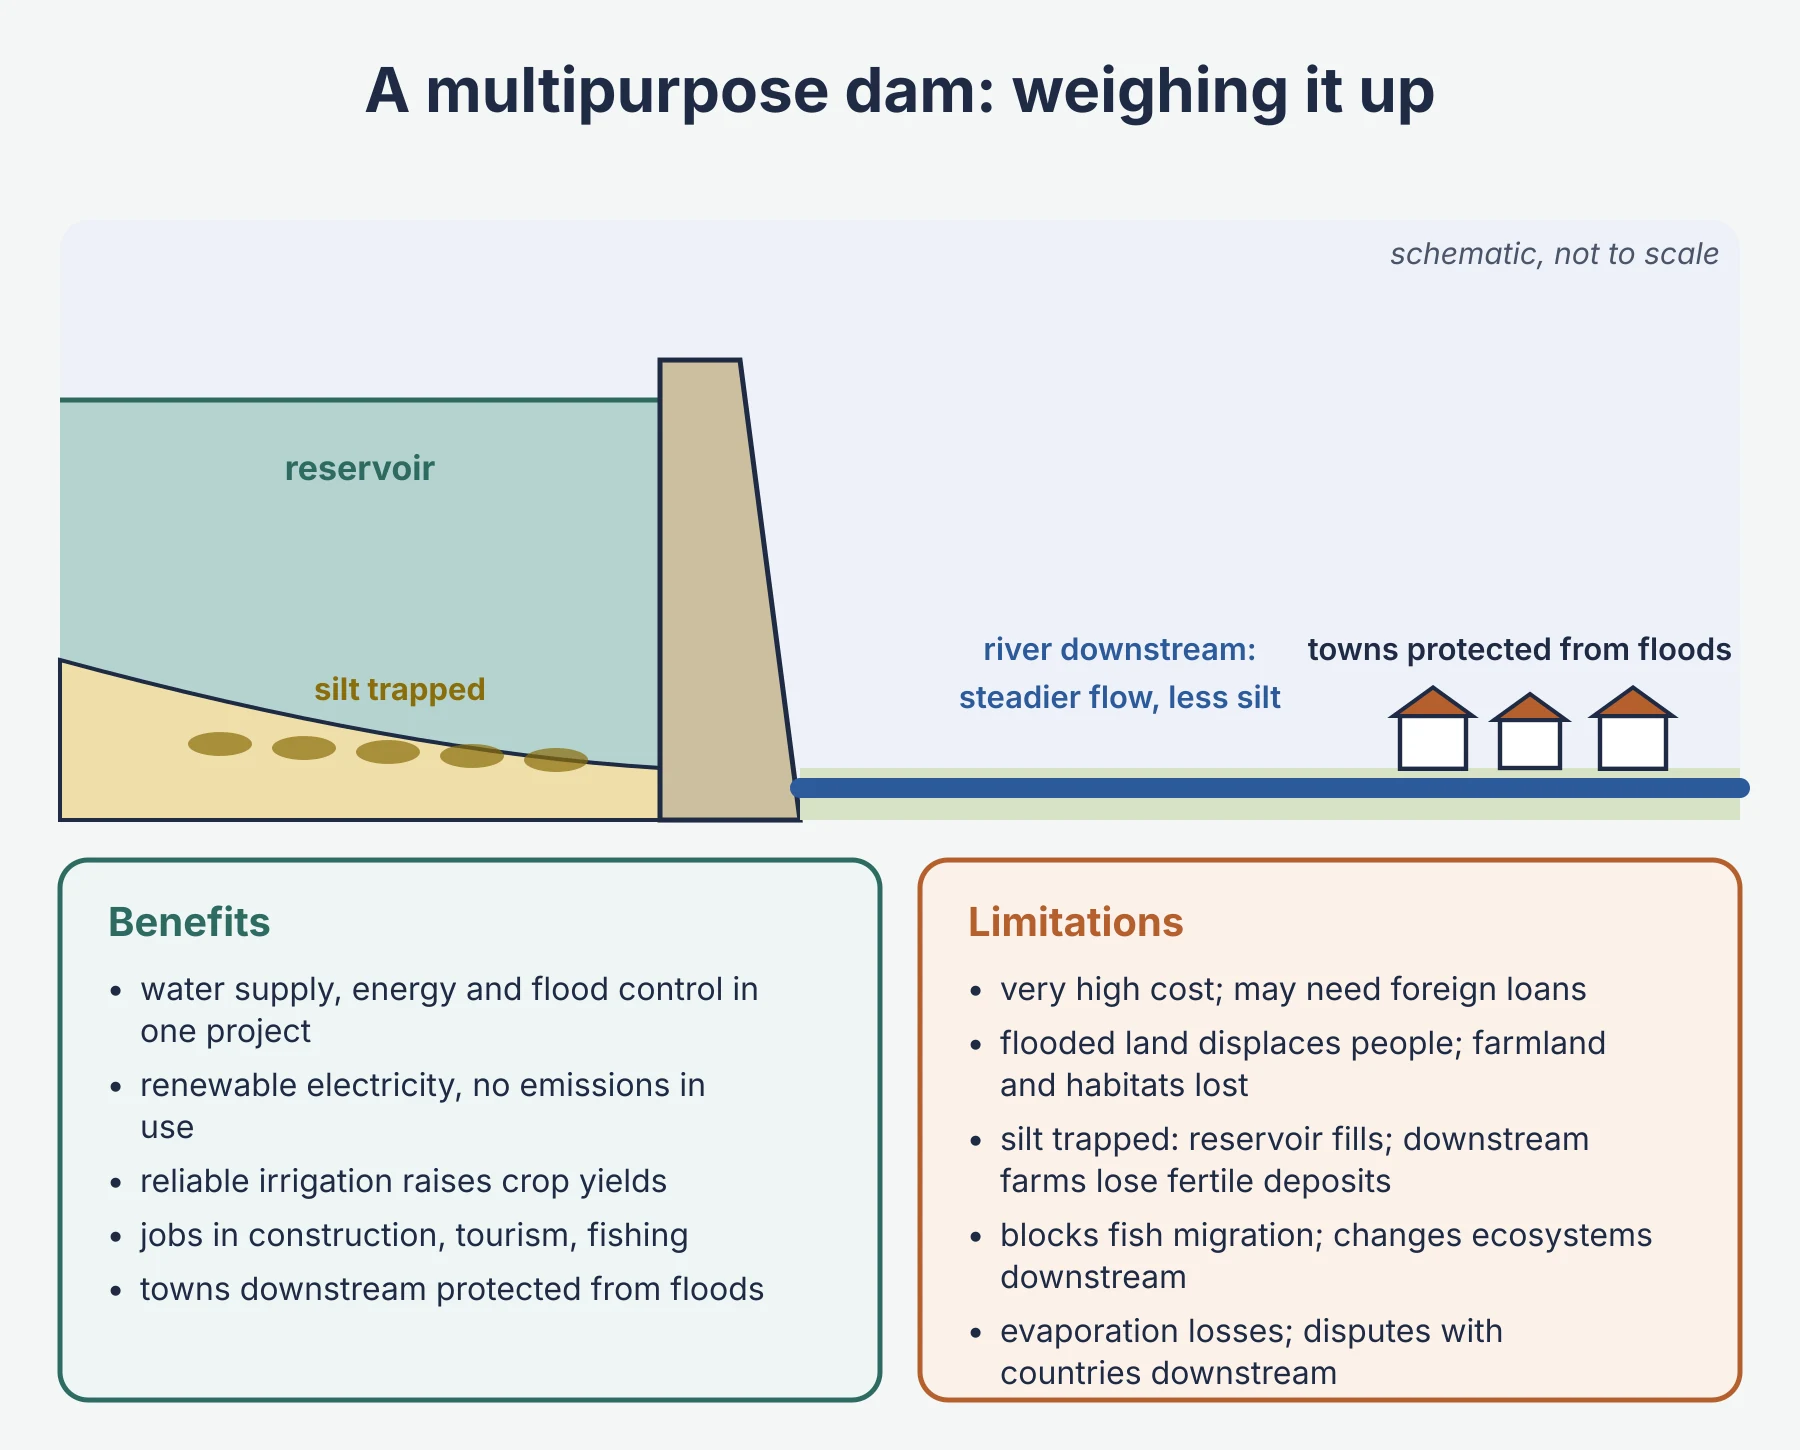 A multipurpose dam: weighing it up
schematic, not to scale
reservoir
silt trapped
river downstream:
steadier flow, less silt
towns protected from floods
Benefits
• water supply, energy and flood control in
one project
• renewable electricity, no emissions in
use
• reliable irrigation raises crop yields
• jobs in construction, tourism, fishing
• towns downstream protected from floods
Limitations
• very high cost; may need foreign loans
• flooded land displaces people; farmland
and habitats lost
• silt trapped: reservoir fills; downstream
farms lose fertile deposits
• blocks fish migration; changes ecosystems
downstream
• evaporation losses; disputes with
countries downstream